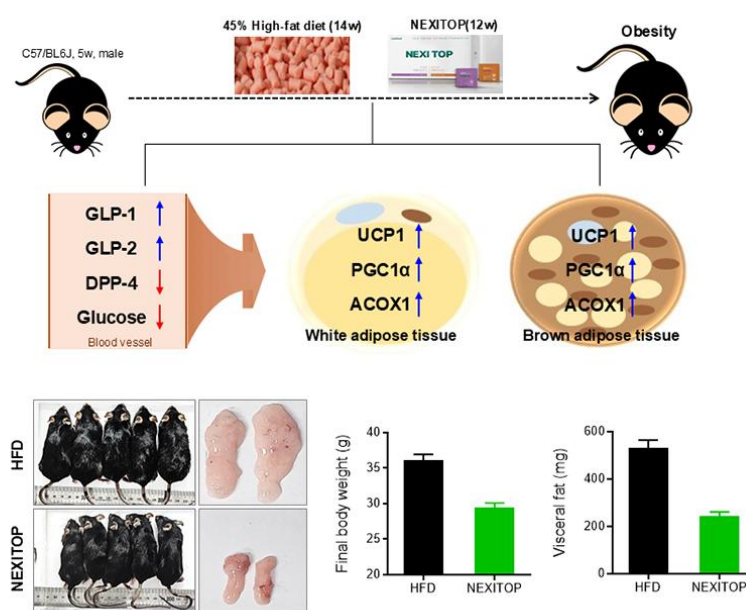 45% High-fat diet (14w)
NEXITOP(12w)
Obesity
C57/BL6J, 5w, male
NEXI TOP
GLP-1
GLP-2
DPP-4
Glucose
Blood vessel
UCP1
PGC1α
ACOX1
White adipose tissue
UCP1
PGC1α
ACOX1
Brown adipose tissue
HFD
NEXITOP
Final body weight (g)
40
35
30
25
20
HFD
NEXITOP
Visceral fat (mg)
600
400
200
0
HFD
NEXITOP